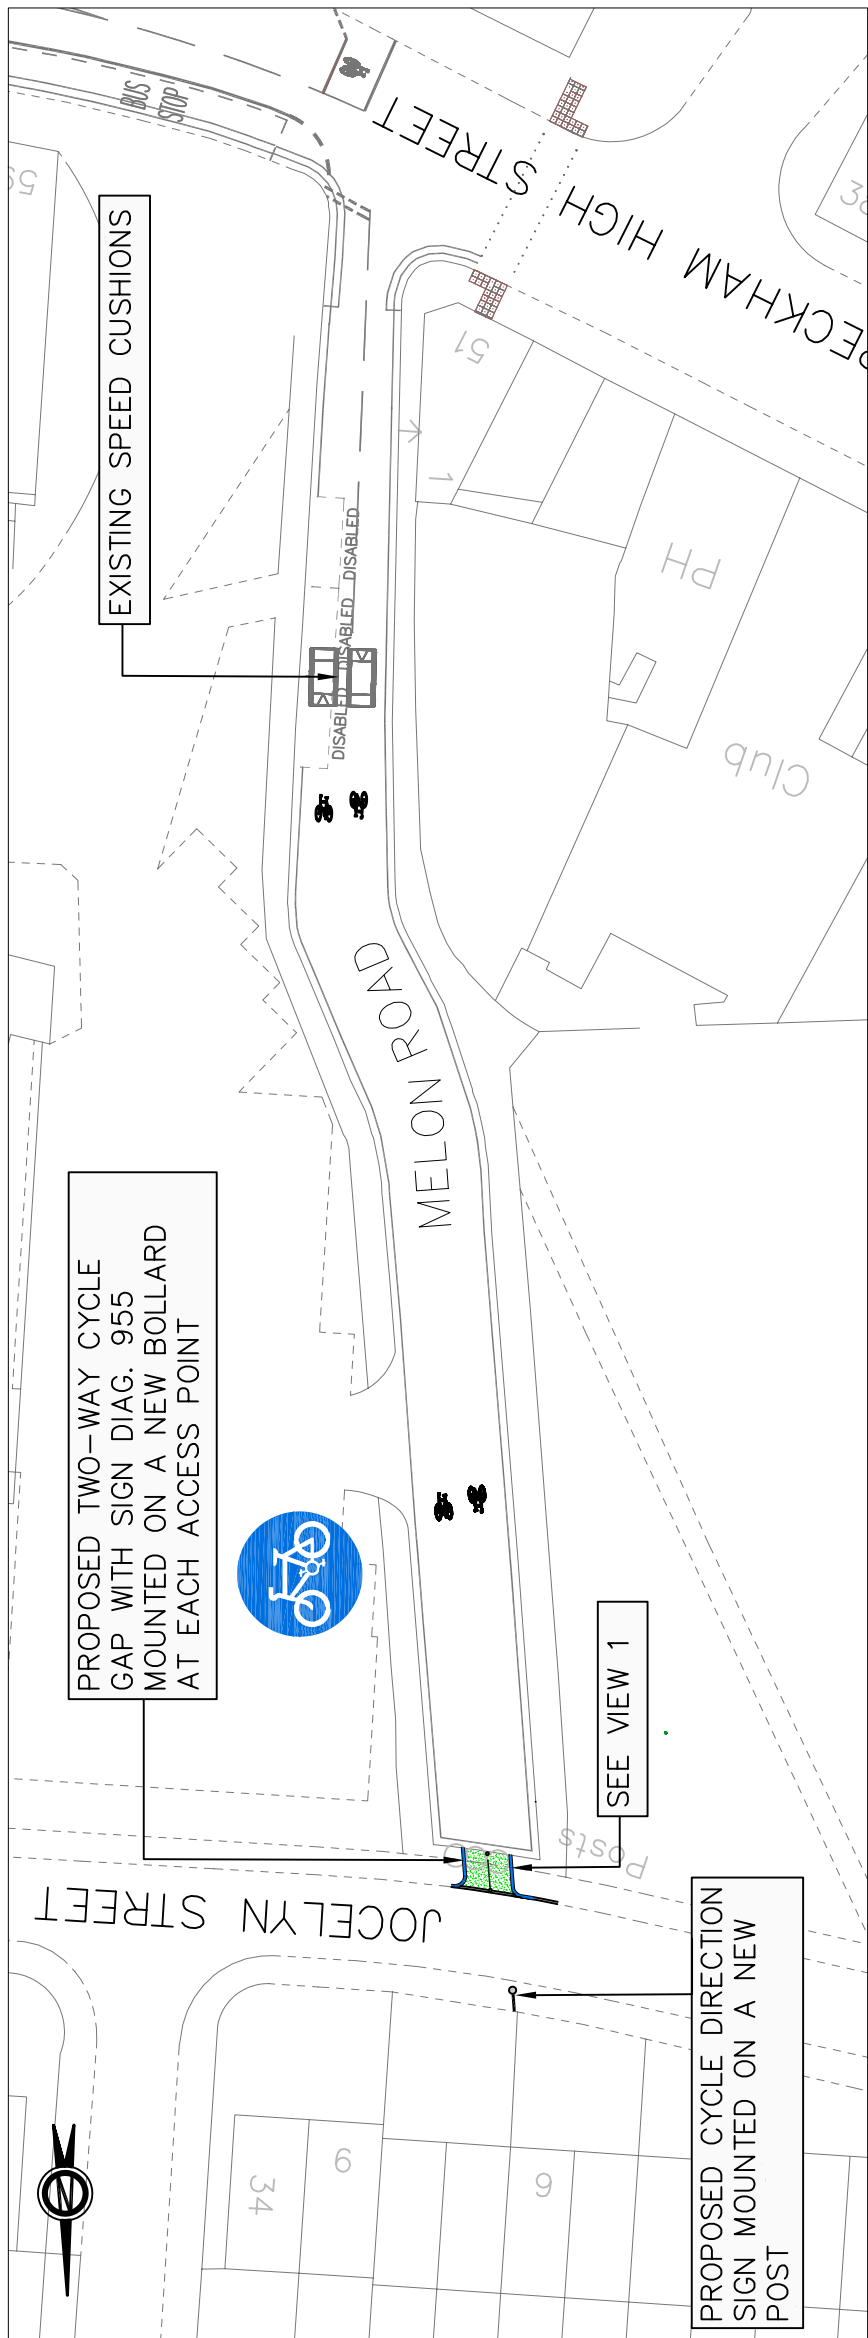 BUS
STOP
PECKHAM HIGH STREET
EXISTING SPEED CUSHIONS
51
1
PH
Club
DISABLED
DISABLED
DISABLED
MELON ROAD
PROPOSED TWO-WAY CYCLE
GAP WITH SIGN DIAG. 955
MOUNTED ON A NEW BOLLARD
AT EACH ACCESS POINT
SEE VIEW 1
Posts
JOCELYN STREET
PROPOSED CYCLE DIRECTION
SIGN MOUNTED ON A NEW
POST
34
9
6
N